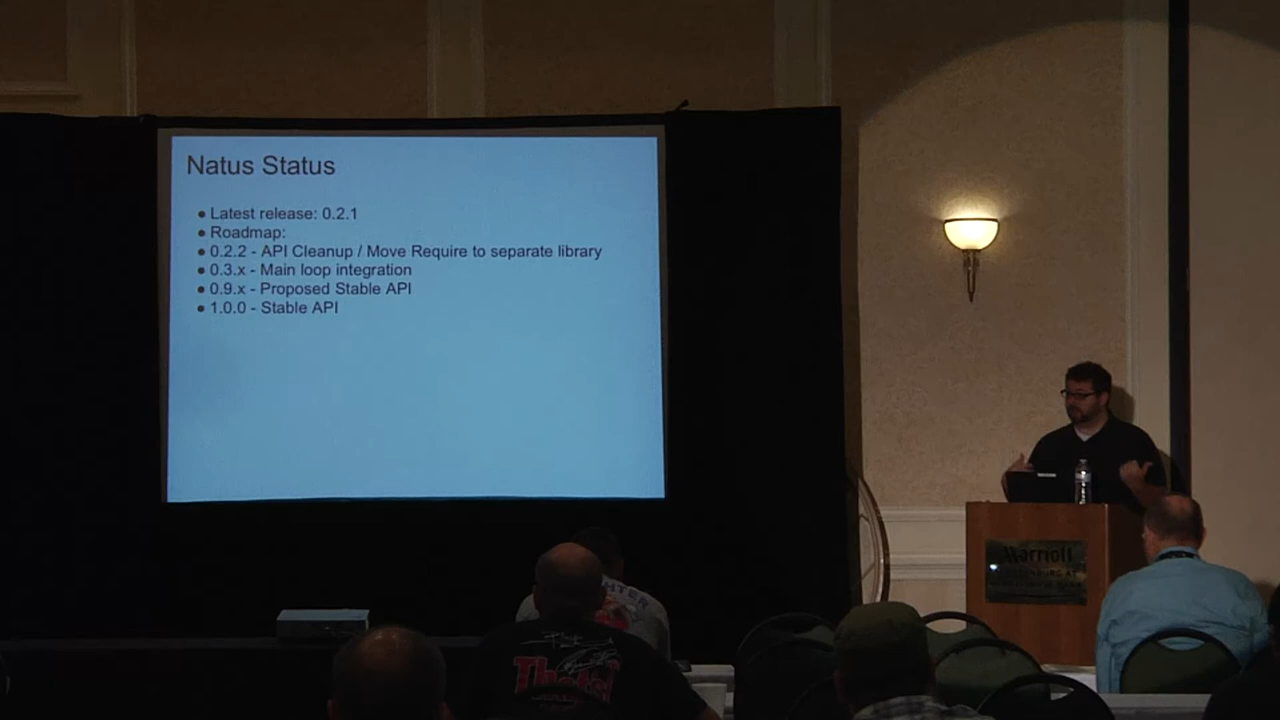 Natus Status
● Latest release: 0.2.1
● Roadmap:
● 0.2.2 - API Cleanup / Move Require to separate library
● 0.3.x - Main loop integration
● 0.9.x - Proposed Stable API
● 1.0.0 - Stable API
Marriott